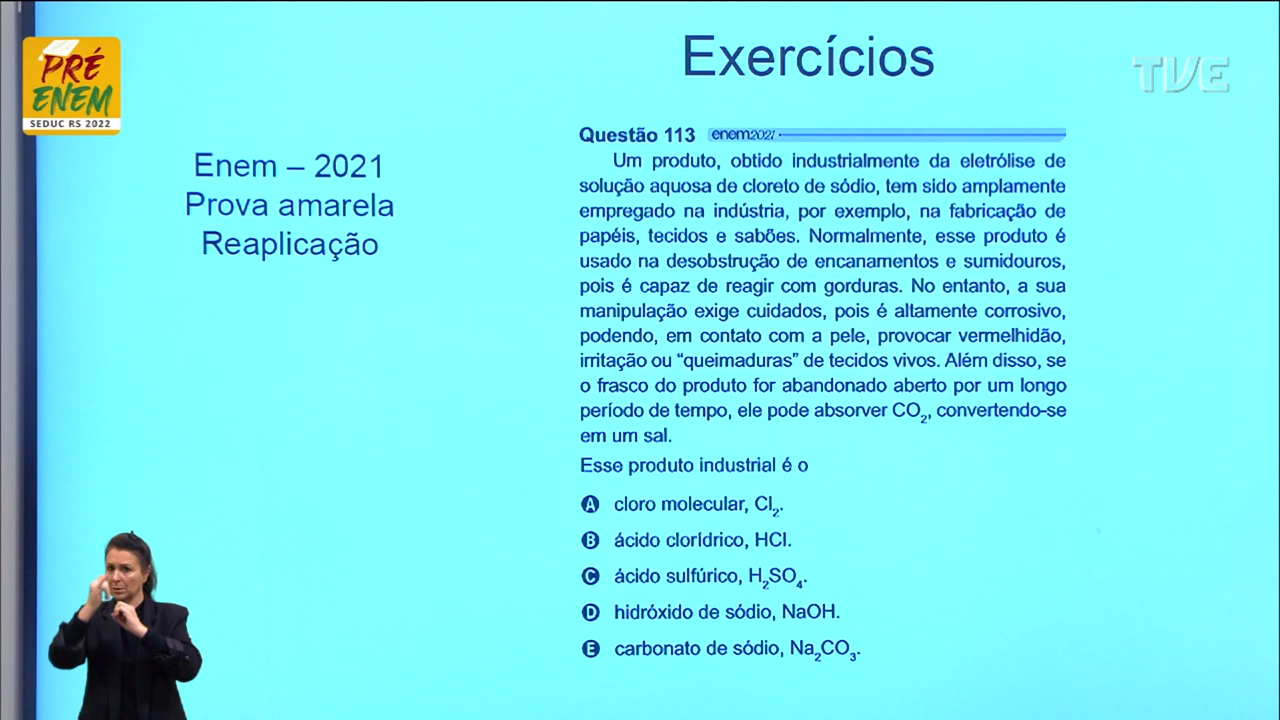 PRÉ
ENEM
SEDUC RS 2022
Exercícios
TVE
Enem – 2021
Prova amarela
Reaplicação
Questão 113 enem2021
Um produto, obtido industrialmente da eletrólise de
solução aquosa de cloreto de sódio, tem sido amplamente
empregado na indústria, por exemplo, na fabricação de
papéis, tecidos e sabões. Normalmente, esse produto é
usado na desobstrução de encanamentos e sumidouros,
pois é capaz de reagir com gorduras. No entanto, a sua
manipulação exige cuidados, pois é altamente corrosivo,
podendo, em contato com a pele, provocar vermelhidão,
irritação ou “queimaduras” de tecidos vivos. Além disso, se
o frasco do produto for abandonado aberto por um longo
período de tempo, ele pode absorver CO₂, convertendo-se
em um sal.
Esse produto industrial é o
A cloro molecular, Cl₂.
B ácido clorídrico, HCl.
C ácido sulfúrico, H₂SO₄.
D hidróxido de sódio, NaOH.
E carbonato de sódio, Na₂CO₃.